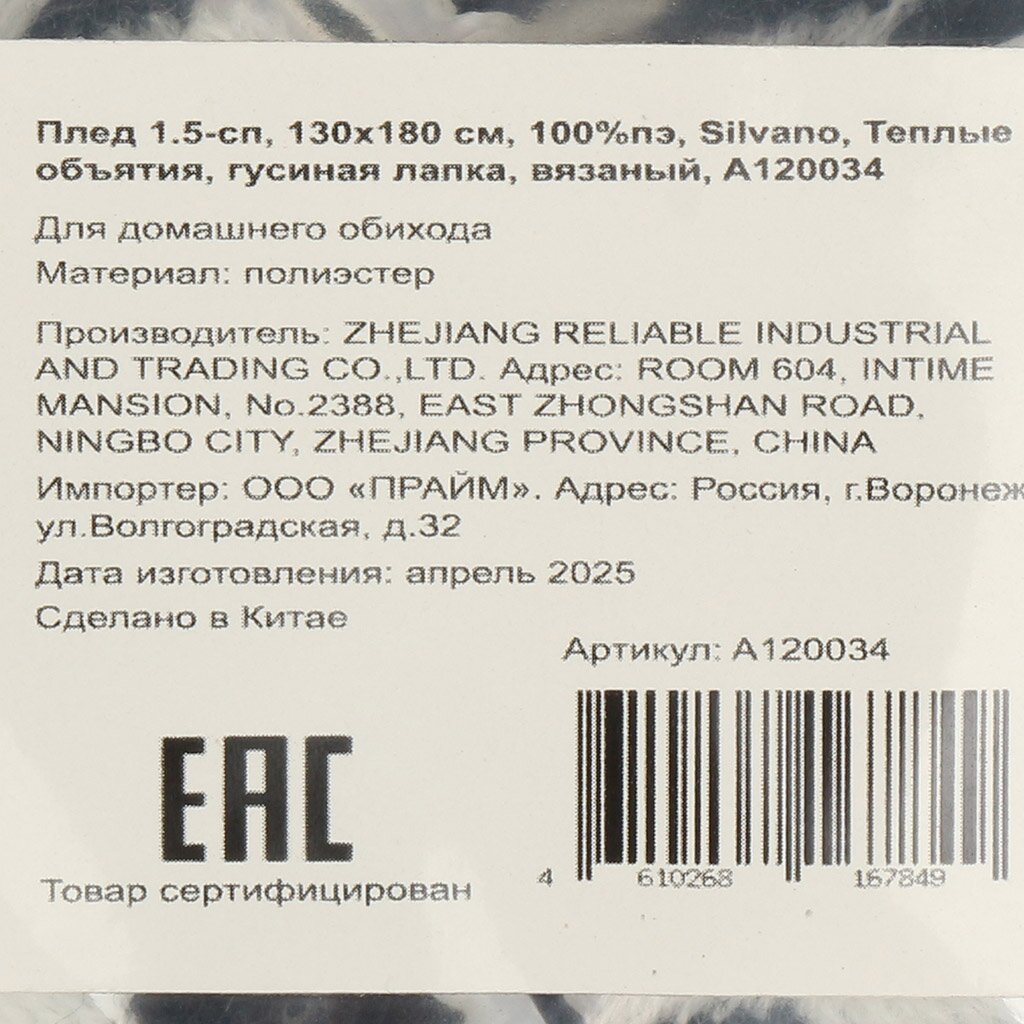 Плед 1.5-сп, 130х180 см, 100%пэ, Silvano, Теплые
объятия, гусиная лапка, вязаный, А120034
Для домашнего обихода
Материал: полиэстер
Производитель: ZHEJIANG RELIABLE INDUSTRIAL
AND TRADING CO.,LTD. Адрес: ROOM 604, INTIME
MANSION, No.2388, EAST ZHONGSHAN ROAD,
NINGBO CITY, ZHEJIANG PROVINCE, CHINA
Импортер: ООО «ПРАЙМ». Адрес: Россия, г.Воронеж
ул.Волгоградская, д.32
Дата изготовления: апрель 2025
Сделано в Китае
Артикул: А120034
EAC
Товар сертифицирован
4 610268 167849